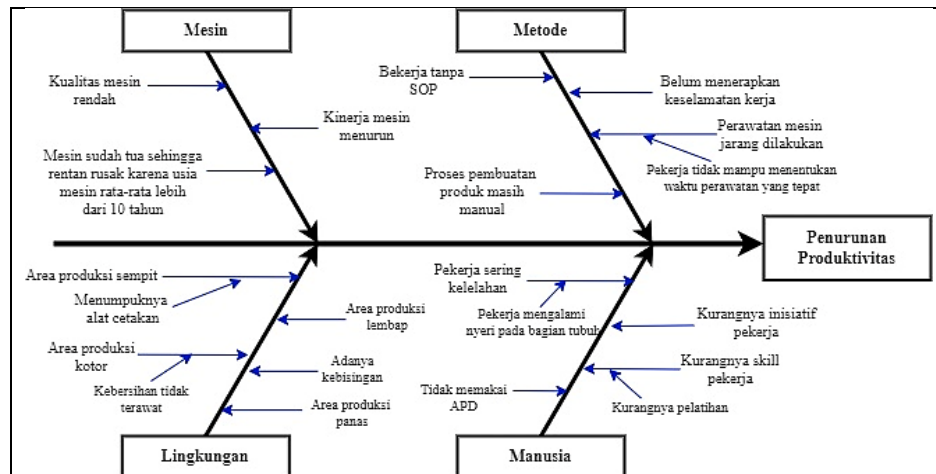 Mesin
Metode
Kualitas mesin
rendah
Kinerja mesin
menurun
Mesin sudah tua sehingga
rentan rusak karena usia
mesin rata-rata lebih
dari 10 tahun
Bekerja tanpa
SOP
Belum menerapkan
keselamatan kerja
Perawatan mesin
jarang dilakukan
Pekerja tidak mampu menentukan
waktu perawatan yang tepat
Proses pembuatan
produk masih
manual
Penurunan
Produktivitas
Area produksi sempit
Menumpuknya
alat cetakan
Area produksi
lembap
Area produksi
kotor
Kebersihan tidak
terawat
Adanya
kebisingan
Area produksi
panas
Pekerja sering
kelelahan
Pekerja mengalami
nyeri pada bagian tubuk
Kurangnya inisiatif
pekerja
Kurangnya skill
pekerja
Kurangnya pelatihan
Tidak memakai
APD
Lingkungan
Manusia